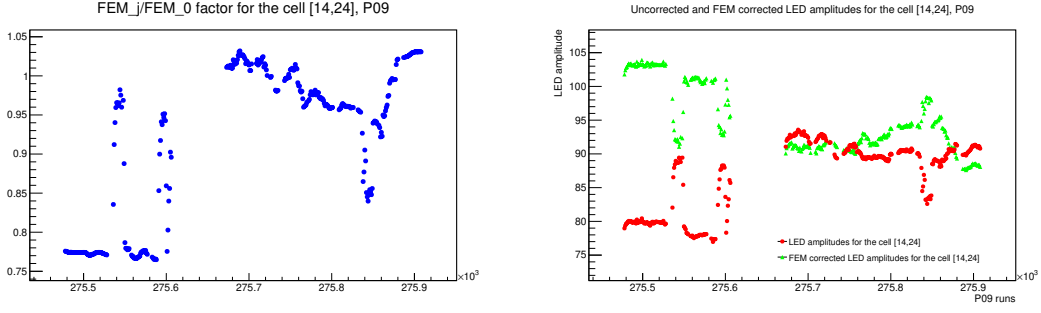 FEM_j/FEM_0 factor for the cell [14,24], P09
1.05
1
0.95
0.9
0.85
0.8
0.75
275.5 275.6 275.7 275.8 275.9
×10³
Uncorrected and FEM corrected LED amplitudes for the cell [14,24], P09
LED amplitude
105
100
95
90
85
80
75
LED amplitudes for the cell [14,24]
FEM corrected LED amplitudes for the cell [14,24]
275.5 275.6 275.7 275.8 275.9
×10³
P09 runs